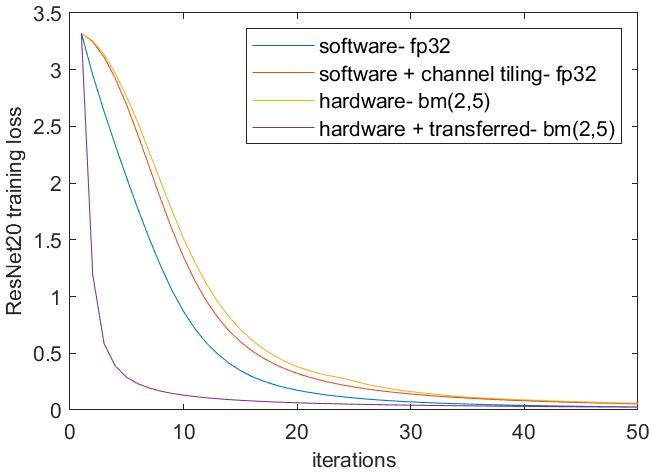 3.5
3
2.5
2
1.5
1
0.5
0
ResNet20 training loss
software- fp32
software + channel tiling- fp32
hardware- bm(2,5)
hardware + transferred- bm(2,5)
0 10 20 30 40 50
iterations